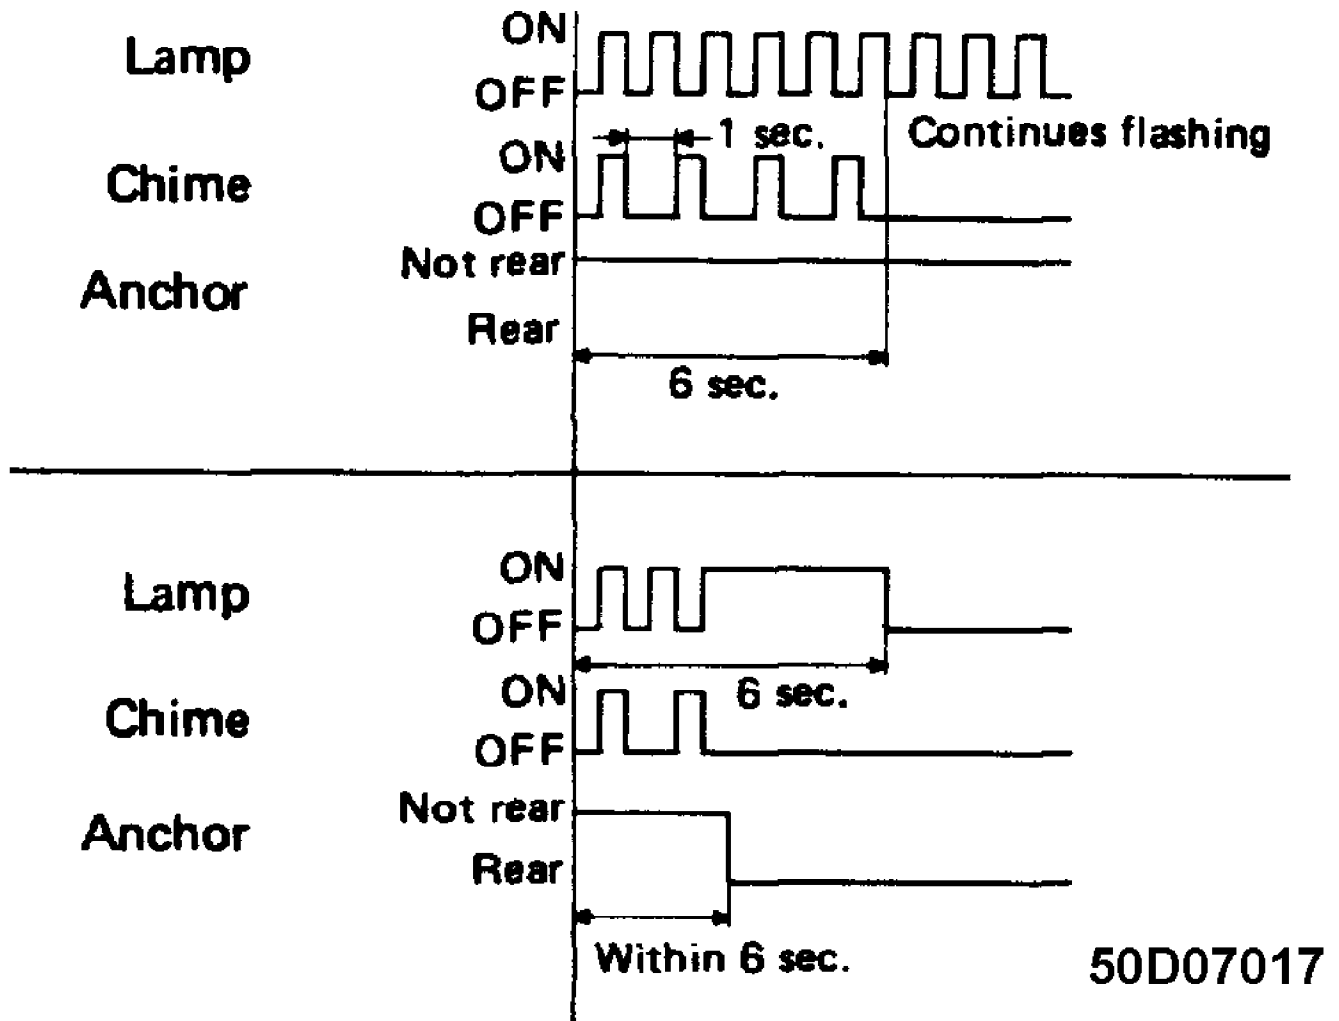 Lamp
ON
OFF
1 sec.
Continues flashing
Chime
ON
OFF
Anchor
Not rear
Rear
6 sec.
Lamp
ON
OFF
6 sec.
Chime
ON
OFF
Anchor
Not rear
Rear
Within 6 sec.
50D07017